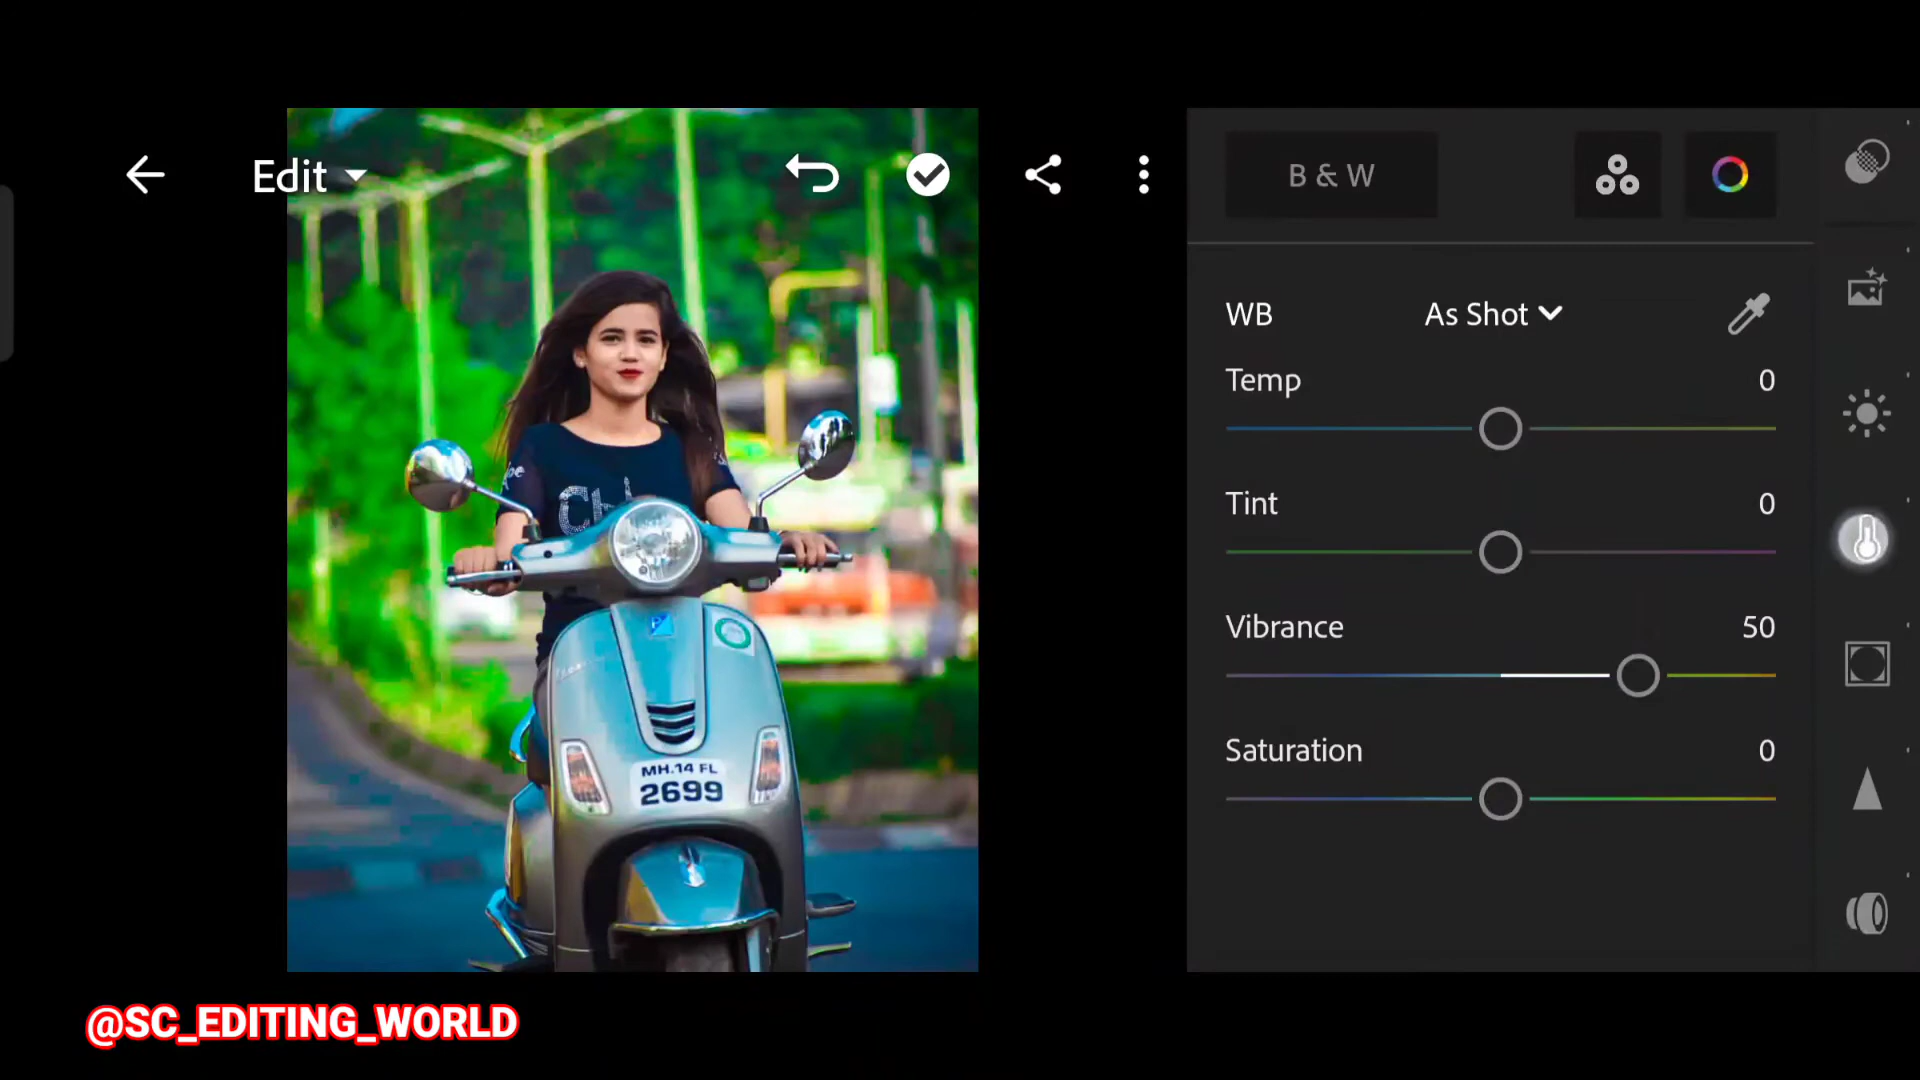 Edit
B & W
WB
As Shot
Temp
0
Tint
0
Vibrance
50
Saturation
0
MH.14 FL
2699
@SC_EDITING_WORLD